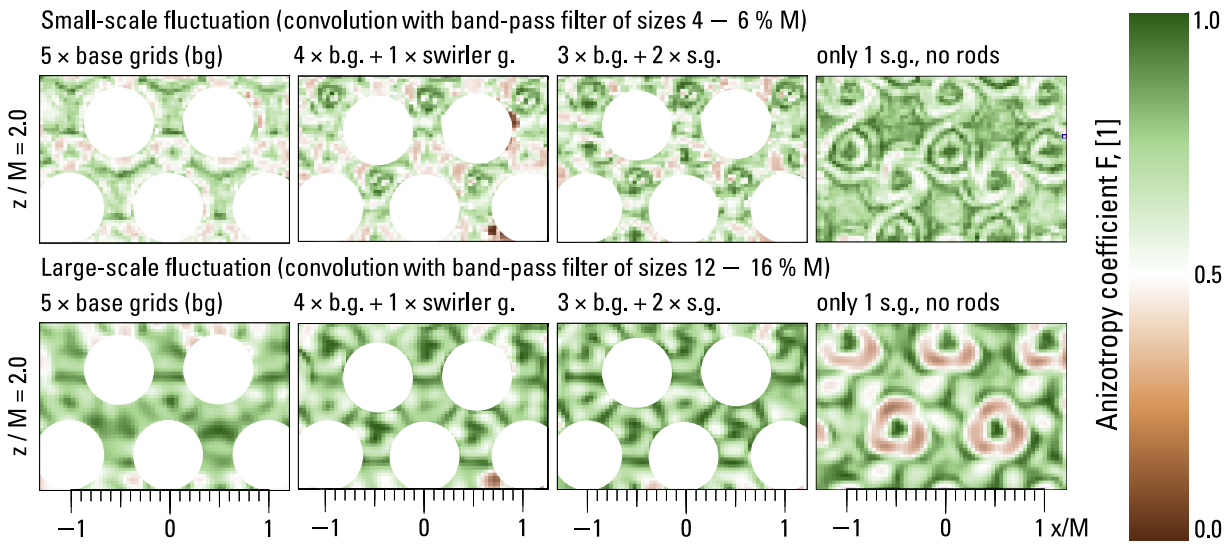 Small-scale fluctuation (convolution with band-pass filter of sizes 4 – 6 % M)
5 × base grids (bg)
4 × b.g. + 1 × swirler g.
3 × b.g. + 2 × s.g.
only 1 s.g., no rods
z / M = 2.0
Large-scale fluctuation (convolution with band-pass filter of sizes 12 – 16 % M)
5 × base grids (bg)
4 × b.g. + 1 × swirler g.
3 × b.g. + 2 × s.g.
only 1 s.g., no rods
z / M = 2.0
−1 0 1
−1 0 1
−1 0 1
−1 0 1 x/M
Anizotropy coefficient F, [1]
1.0
0.5
0.0